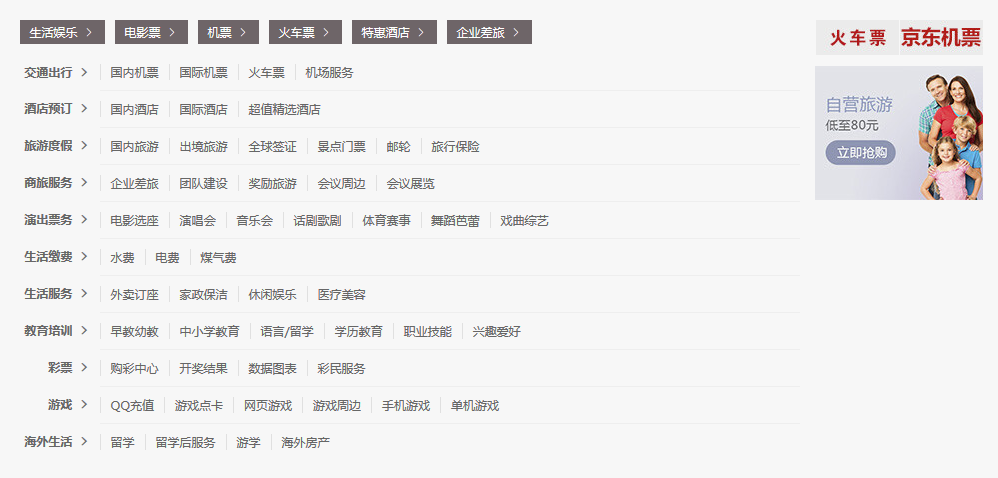 生活娱乐 电影票 机票 火车票 特惠酒店 企业差旅
交通出行 国内机票 国际机票 火车票 机场服务
酒店预订 国内酒店 国际酒店 超值精选酒店
旅游度假 国内旅游 出境旅游 全球签证 景点门票 邮轮 旅行保险
商旅服务 企业差旅 团队建设 奖励旅游 会议周边 会议展览
演出票务 电影选座 演唱会 音乐会 话剧歌剧 体育赛事 舞蹈芭蕾 戏曲综艺
生活缴费 水费 电费 煤气费
生活服务 外卖订座 家政保洁 休闲娱乐 医疗美容
教育培训 早教幼教 中小学教育 语言/留学 学历教育 职业技能 兴趣爱好
彩票 购彩中心 开奖结果 数据图表 彩民服务
游戏 QQ充值 游戏点卡 网页游戏 游戏周边 手机游戏 单机游戏
海外生活 留学 留学后服务 游学 海外房产
火车票 京东机票
自营旅游
低至80元
立即抢购